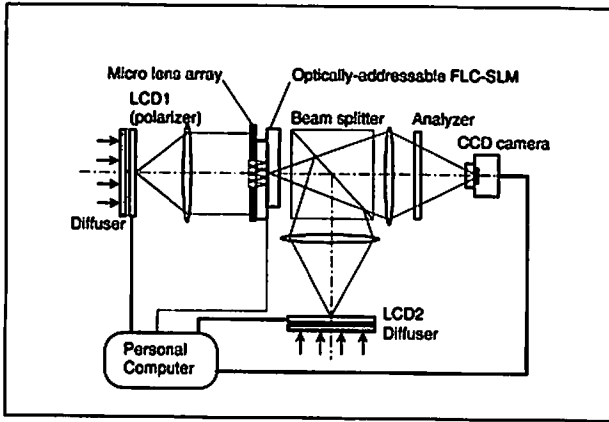 Micro lens array
Optically-addressable FLC-SLM
LCD1
(polarizer)
Beam splitter
Analyzer
CCD camera
Diffuser
LCD2
Diffuser
Personal
Computer